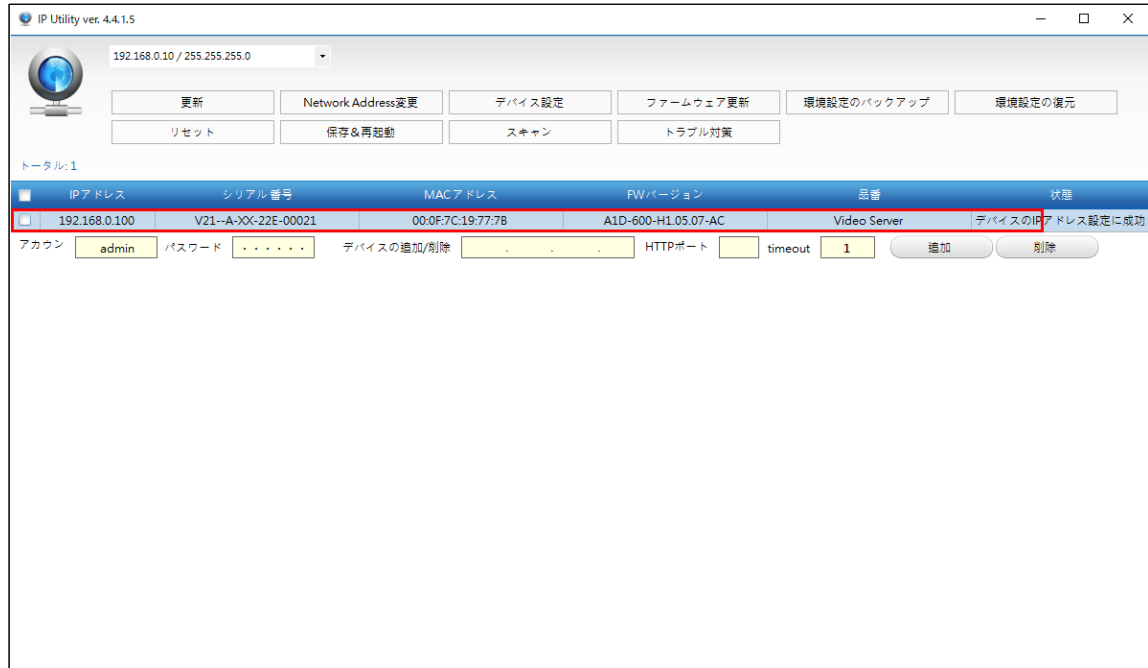 IP Utility ver. 4.4.1.5
192.168.0.10 / 255.255.255.0
更新 Network Address変更 デバイス設定 ファームウェア更新 環境設定のバックアップ 環境設定の復元
リセット 保存&再起動 スキャン トラブル対策
トータル: 1
IPアドレス シリアル番号 MACアドレス FWバージョン 品番 状態
192.168.0.100 V21--A-XX-22E-00021 00:0F:7C:19:77:7B A1D-600-H1.05.07-AC Video Server デバイスのIPアドレス設定に成功
アカウン admin パスワード ・・・・・・ デバイスの追加/削除 . . . HTTPポート timeout 1 追加 削除